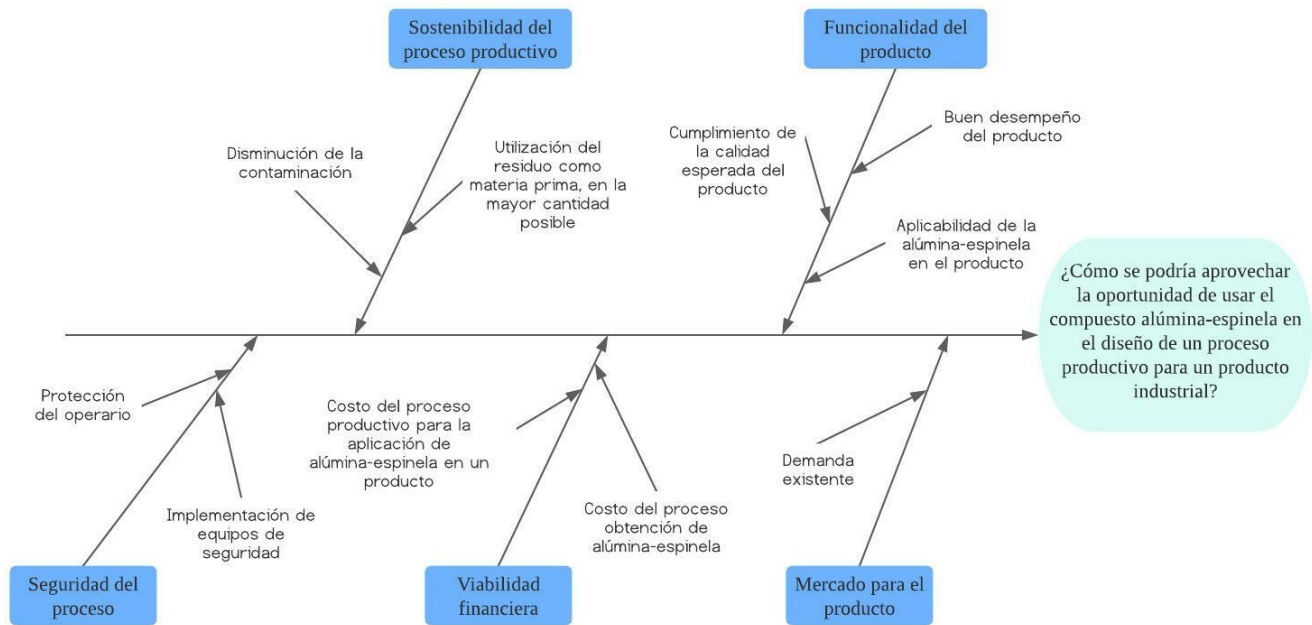 Sostenibilidad del
proceso productivo
Funcionalidad del
producto
Disminución de la
contaminación
Utilización del
residuo como
materia prima, en la
mayor cantidad
posible
Cumplimiento de
la calidad
esperada del
producto
Buen desempeño
del producto
Aplicabilidad de la
alúmina-espinela
en el producto
¿Cómo se podría aprovechar
la oportunidad de usar el
compuesto alúmina-espinela en
el diseño de un proceso
productivo para un producto
industrial?
Protección
del operario
Implementación de
equipos de
seguridad
Costo del proceso
productivo para la
aplicación de
alúmina-espinela en un
producto
Costo del proceso
obtención de
alúmina-espinela
Demanda
existente
Seguridad del
proceso
Viabilidad
financiera
Mercado para el
producto